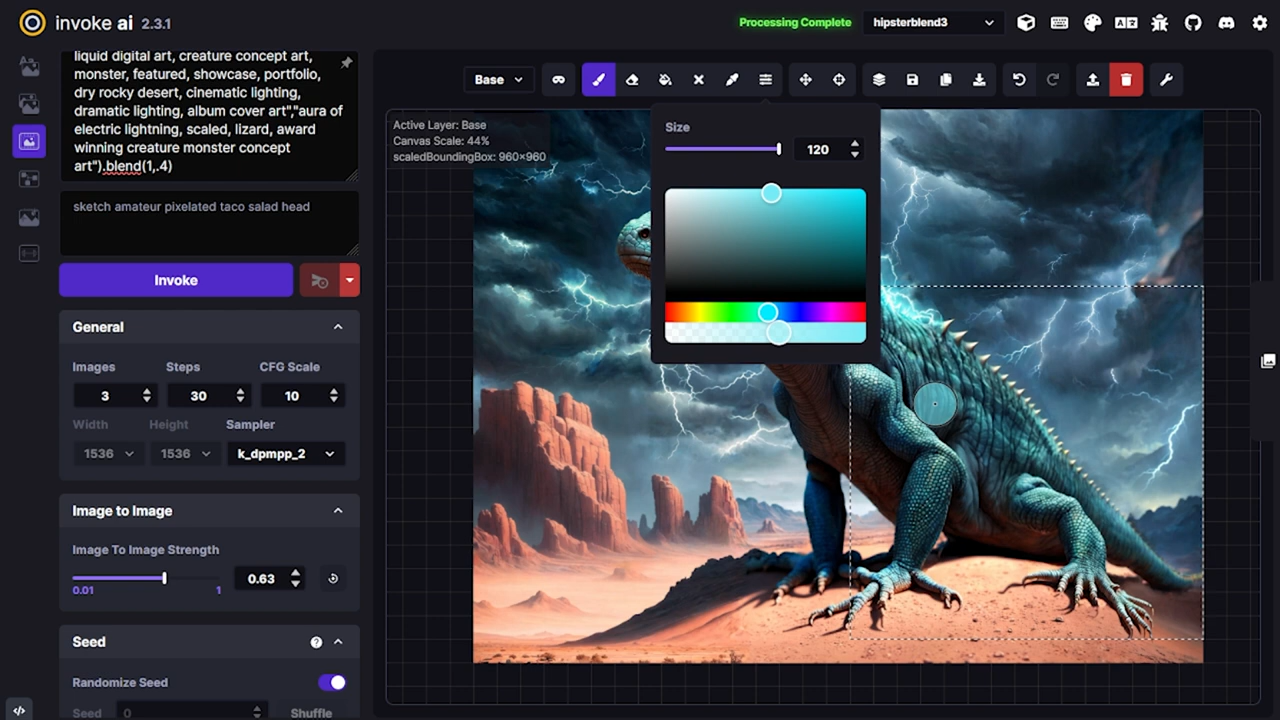 invoke ai 2.3.1
Processing Complete
hipsterblend3
liquid digital art, creature concept art,
monster, featured, showcase, portfolio,
dry rocky desert, cinematic lighting,
dramatic lighting, album cover art","aura of
electric lightning, scaled, lizard, award
winning creature monster concept
art").blend(1,.4)
sketch amateur pixelated taco salad head
Invoke
General
Images Steps CFG Scale
3 30 10
Width Height Sampler
1536 1536 k_dpmpp_2
Image to Image
Image To Image Strength
0.63
0.01 1
Seed
Randomize Seed
Seed 0 Shuffle
Base
Active Layer: Base
Canvas Scale: 44%
scaledBoundingBox: 960×960
Size
120